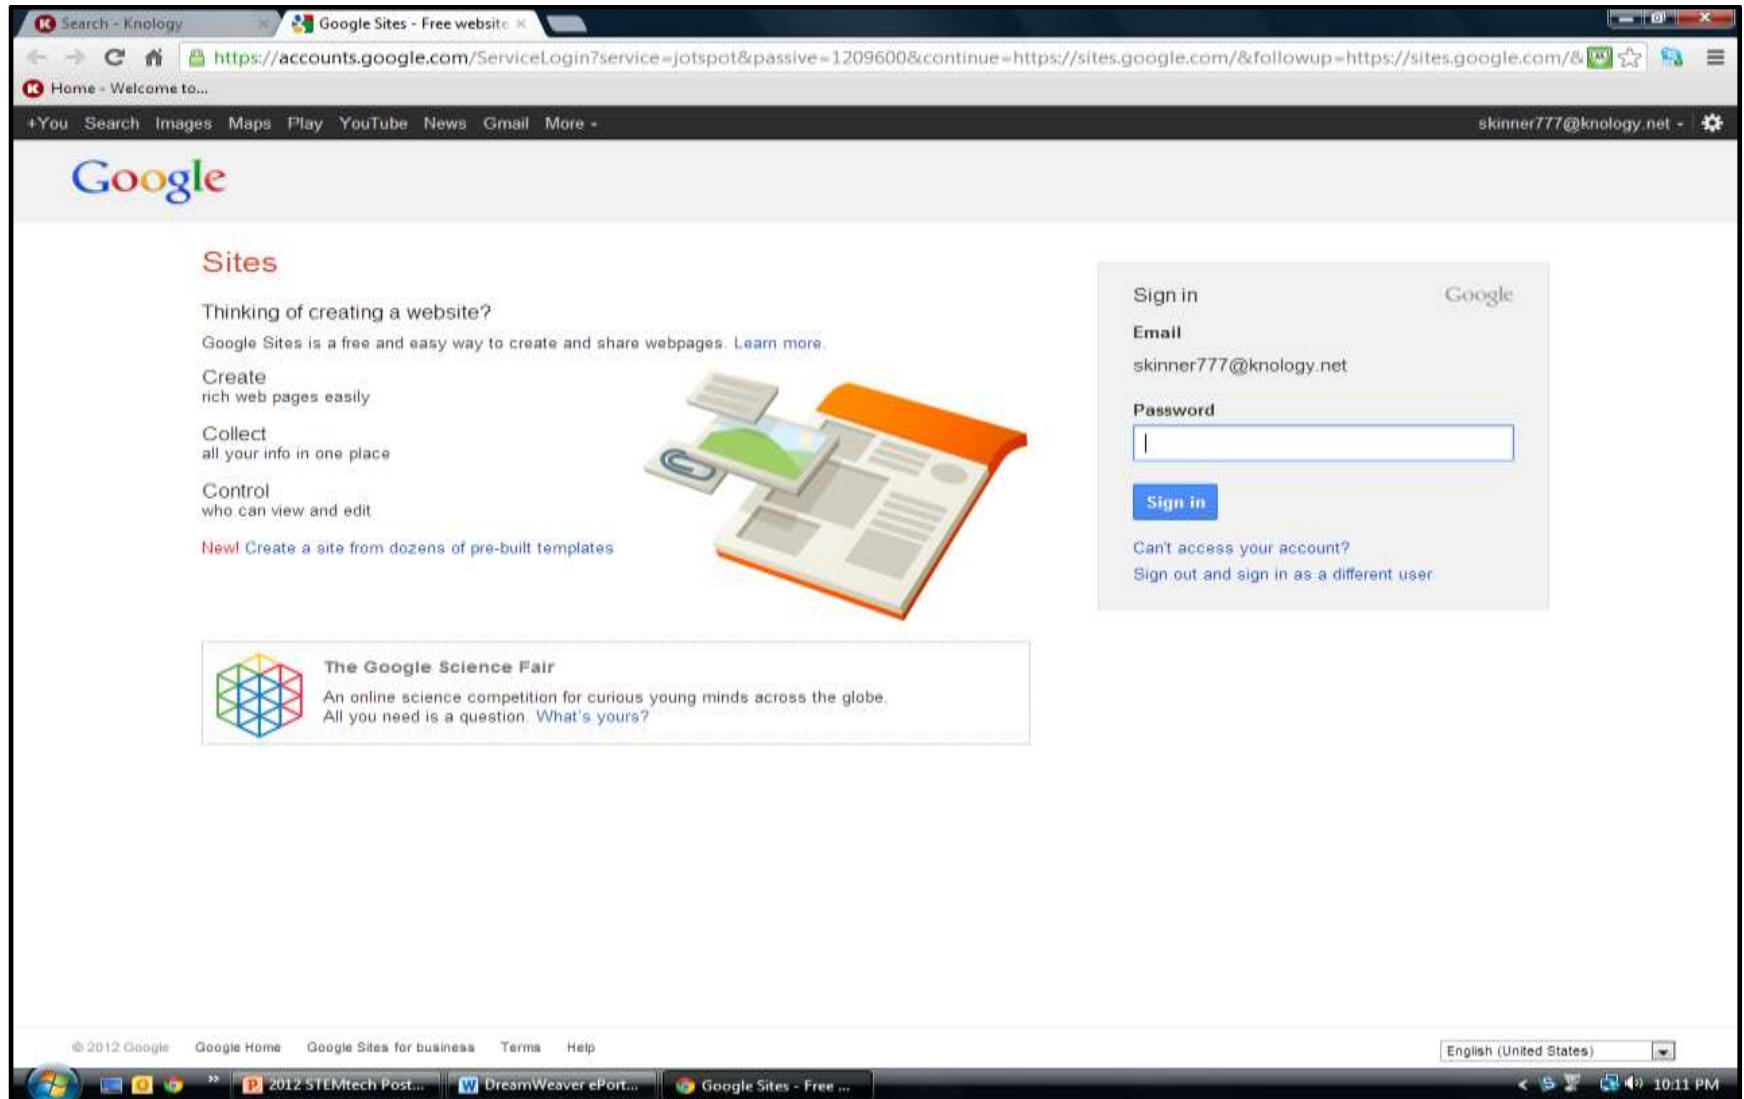 Search - Knology
Google Sites - Free website
https://accounts.google.com/ServiceLogin?service=jotspot&passive=1209600&continue=https://sites.google.com/&followup=https://sites.google.com/&
Home - Welcome to...
+You Search Images Maps Play YouTube News Gmail More
skinner777@knology.net
Google
Sites
Thinking of creating a website?
Google Sites is a free and easy way to create and share webpages. Learn more.
Create
rich web pages easily
Collect
all your info in one place
Control
who can view and edit
New! Create a site from dozens of pre-built templates
Sign in Google
Email
skinner777@knology.net
Password
Sign in
Can't access your account?
Sign out and sign in as a different user
The Google Science Fair
An online science competition for curious young minds across the globe.
All you need is a question. What's yours?
© 2012 Google Google Home Google Sites for business Terms Help
English (United States)
2012 STEMtech Post... DreamWeaver ePort... Google Sites - Free ... 10:11 PM